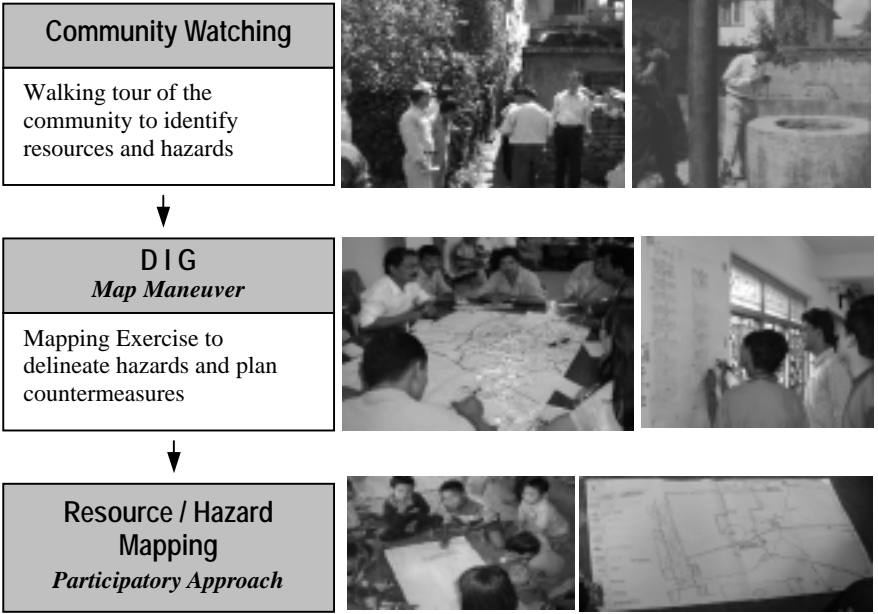 Community Watching
Walking tour of the
community to identify
resources and hazards
D I G
Map Maneuver
Mapping Exercise to
delineate hazards and plan
countermeasures
Resource / Hazard
Mapping
Participatory Approach